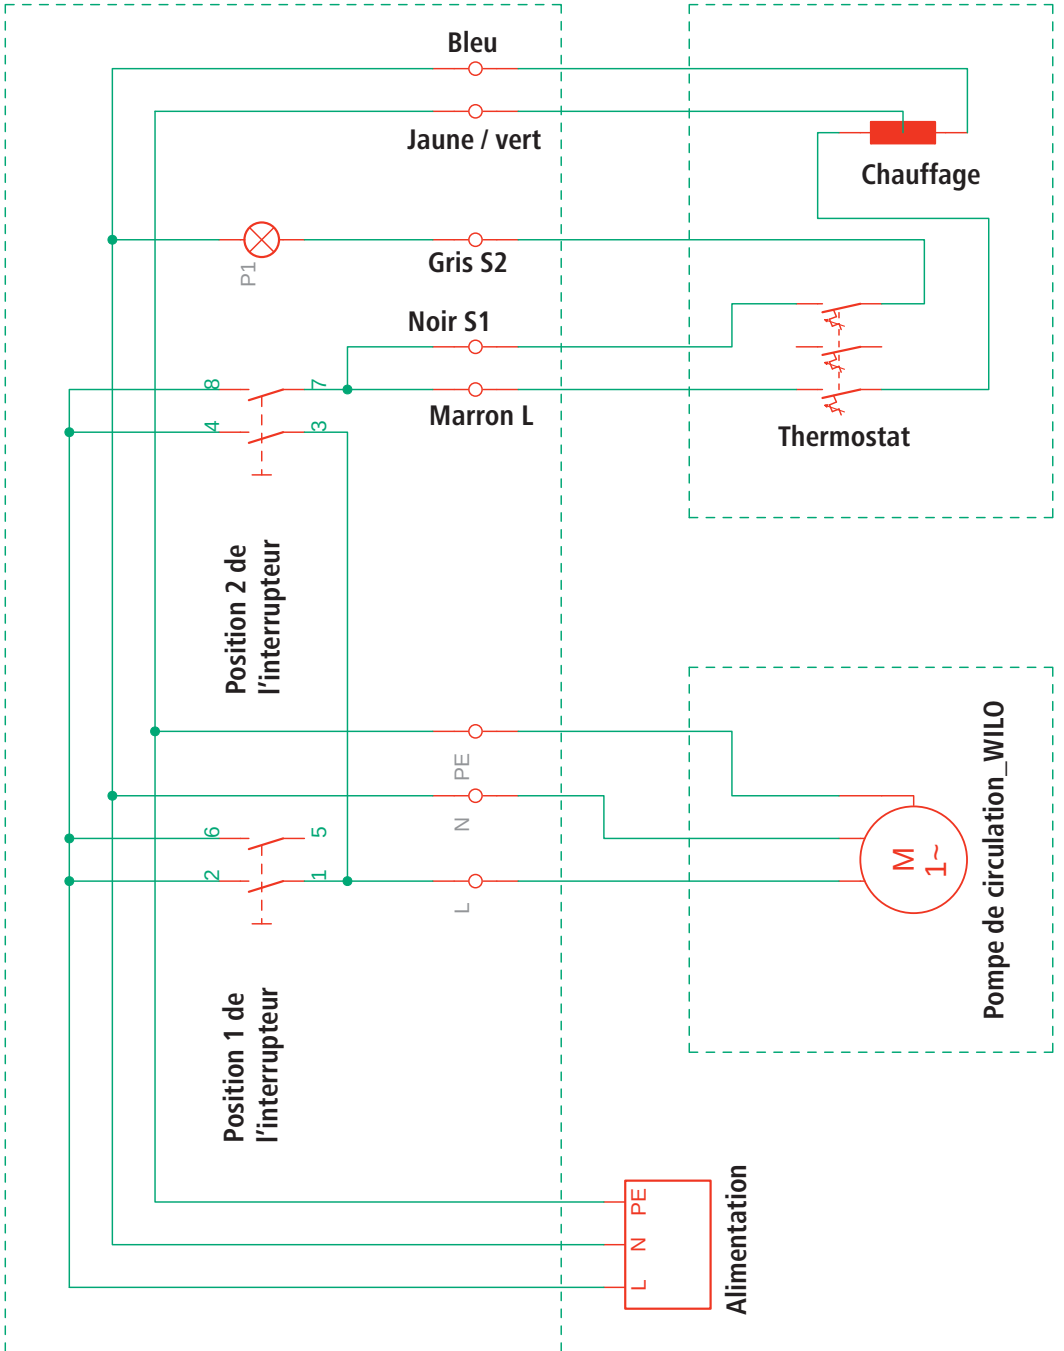 Bleu
Jaune / vert
Chauffage
P1
Gris S2
Noir S1
8
7
Marron L
4
3
Thermostat
Position 2 de
l'interrupteur
PE
N
6
5
2
1
L
M
1~
Pompe de circulation_WILO
Position 1 de
l'interrupteur
PE
N
L
Alimentation